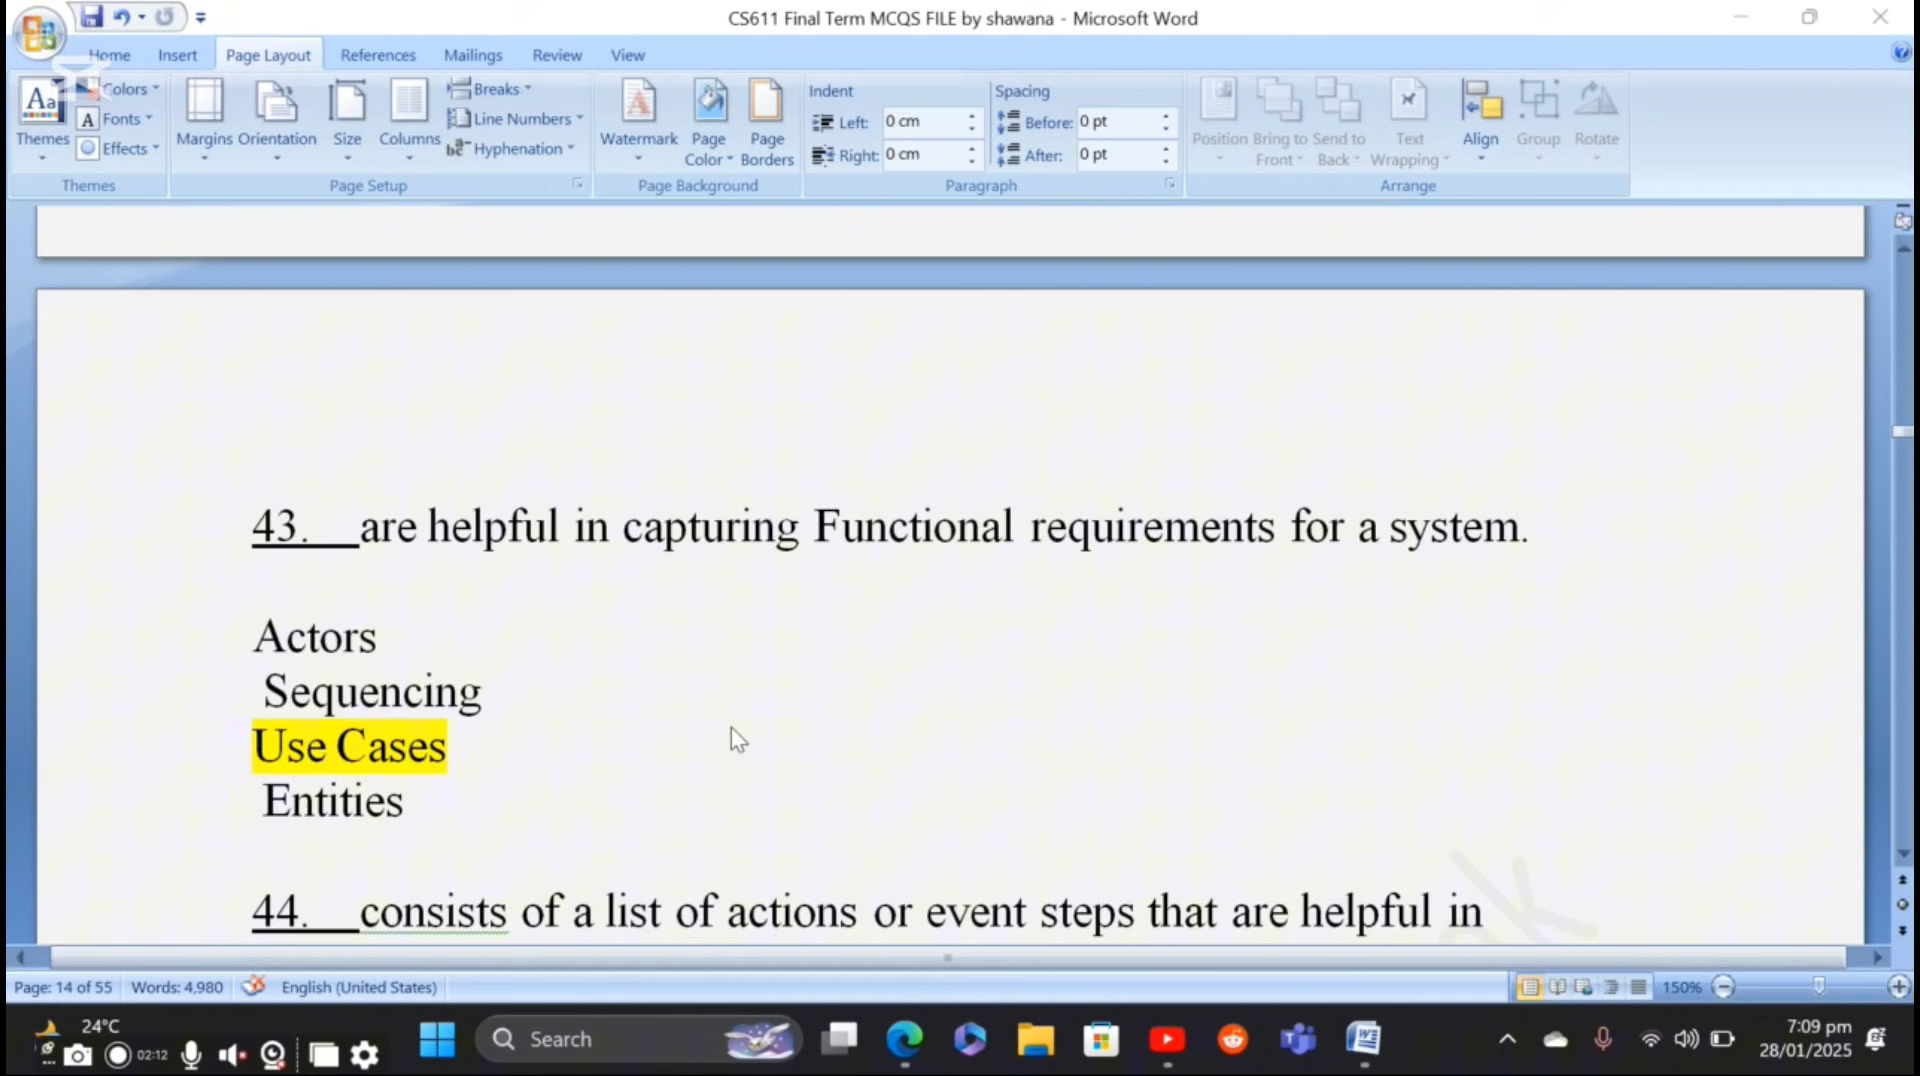 CS611 Final Term MCQS FILE by shawana - Microsoft Word
Home Insert Page Layout References Mailings Review View
Themes Colors Fonts Effects
Margins Orientation Size Columns Breaks Line Numbers Hyphenation
Watermark Page Color Page Borders
Indent Spacing
Left: 0 cm Before: 0 pt
Right: 0 cm After: 0 pt
Position Bring to Front Send to Back Text Wrapping Align Group Rotate
Themes Page Setup Page Background Paragraph Arrange
43.__are helpful in capturing Functional requirements for a system.
Actors
Sequencing
Use Cases
Entities
44.__consists of a list of actions or event steps that are helpful in
Page: 14 of 55 Words: 4,980 English (United States) 150%
24°C
02:12
Search
7:09 pm
28/01/2025